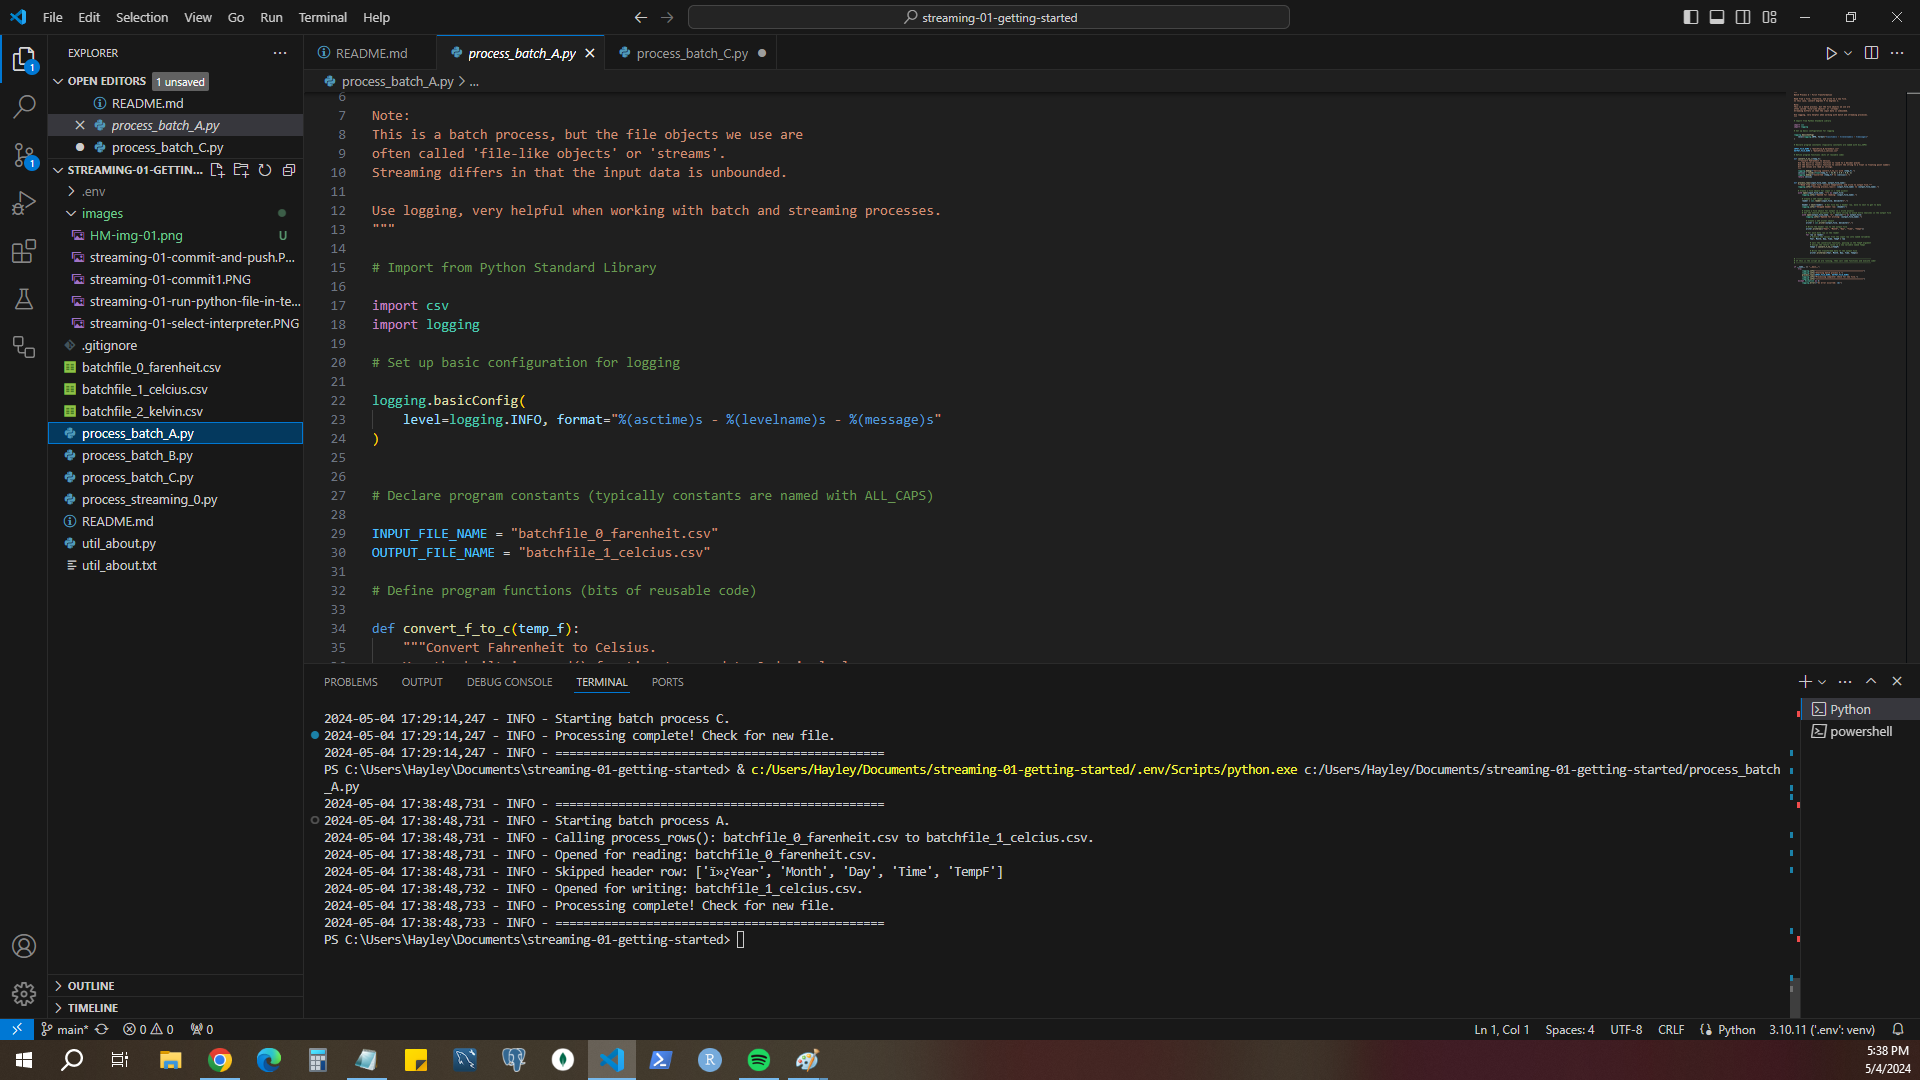 File Edit Selection View Go Run Terminal Help
streaming-01-getting-started
EXPLORER
OPEN EDITORS 1 unsaved
README.md
process_batch_A.py
process_batch_C.py
STREAMING-01-GETTIN...
.env
images
HM-img-01.png U
streaming-01-commit-and-push.P...
streaming-01-commit1.PNG
streaming-01-run-python-file-in-te...
streaming-01-select-interpreter.PNG
.gitignore
batchfile_0_farenheit.csv
batchfile_1_celcius.csv
batchfile_2_kelvin.csv
process_batch_A.py
process_batch_B.py
process_batch_C.py
process_streaming_0.py
README.md
util_about.py
util_about.txt
OUTLINE
TIMELINE
1
1
README.md process_batch_A.py process_batch_C.py
process_batch_A.py > ...
6
7 Note:
8 This is a batch process, but the file objects we use are
9 often called 'file-like objects' or 'streams'.
10 Streaming differs in that the input data is unbounded.
11
12 Use logging, very helpful when working with batch and streaming processes.
13 """
14
15 # Import from Python Standard Library
16
17 import csv
18 import logging
19
20 # Set up basic configuration for logging
21
22 logging.basicConfig(
23 level=logging.INFO, format="%(asctime)s - %(levelname)s - %(message)s"
24 )
25
26
27 # Declare program constants (typically constants are named with ALL_CAPS)
28
29 INPUT_FILE_NAME = "batchfile_0_farenheit.csv"
30 OUTPUT_FILE_NAME = "batchfile_1_celcius.csv"
31
32 # Define program functions (bits of reusable code)
33
34 def convert_f_to_c(temp_f):
35 """Convert Fahrenheit to Celsius.
PROBLEMS OUTPUT DEBUG CONSOLE TERMINAL PORTS
2024-05-04 17:29:14,247 - INFO - Starting batch process C.
2024-05-04 17:29:14,247 - INFO - Processing complete! Check for new file.
2024-05-04 17:29:14,247 - INFO - ===========================================
PS C:\Users\Hayley\Documents\streaming-01-getting-started> & c:/Users/Hayley/Documents/streaming-01-getting-started/.env/Scripts/python.exe c:/Users/Hayley/Documents/streaming-01-getting-started/process_batch
_A.py
2024-05-04 17:38:48,731 - INFO - ===========================================
2024-05-04 17:38:48,731 - INFO - Starting batch process A.
2024-05-04 17:38:48,731 - INFO - Calling process_rows(): batchfile_0_farenheit.csv to batchfile_1_celcius.csv.
2024-05-04 17:38:48,731 - INFO - Opened for reading: batchfile_0_farenheit.csv.
2024-05-04 17:38:48,731 - INFO - Skipped header row: ['ï»¿Year', 'Month', 'Day', 'Time', 'TempF']
2024-05-04 17:38:48,732 - INFO - Opened for writing: batchfile_1_celcius.csv.
2024-05-04 17:38:48,733 - INFO - Processing complete! Check for new file.
2024-05-04 17:38:48,733 - INFO - ===========================================
PS C:\Users\Hayley\Documents\streaming-01-getting-started>
Python
powershell
main* 0 0 0
Ln 1, Col 1 Spaces: 4 UTF-8 CRLF Python 3.10.11 ('.env': venv)
5:38 PM
5/4/2024